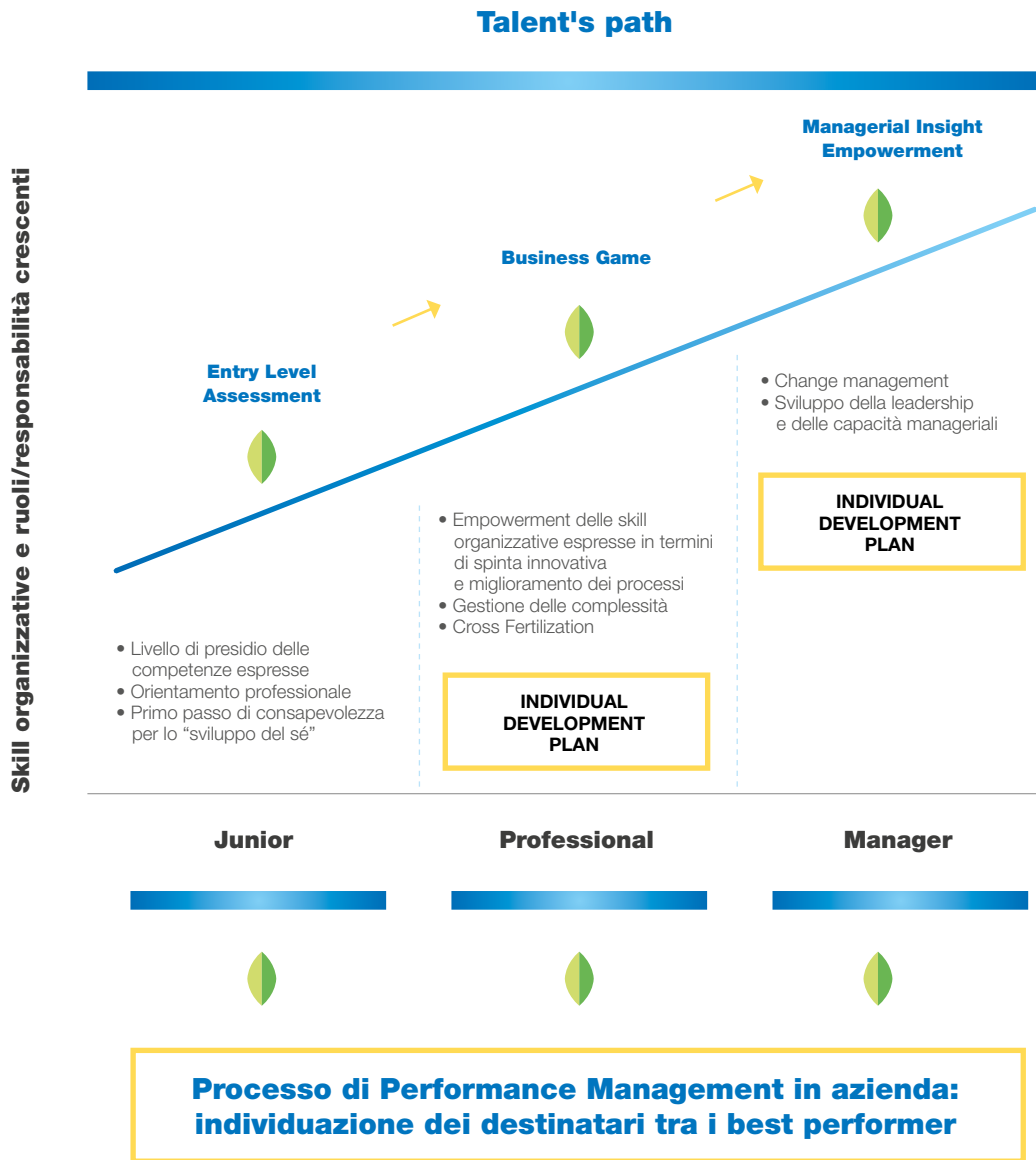 Talent's path
Skill organizzative e ruoli/responsabilità crescenti
Managerial Insight
Empowerment
Business Game
Entry Level
Assessment
• Change management
• Sviluppo della leadership
e delle capacità manageriali
INDIVIDUAL
DEVELOPMENT
PLAN
• Empowerment delle skill
organizzative espresse in termini
di spinta innovativa
e miglioramento dei processi
• Gestione delle complessità
• Cross Fertilization
INDIVIDUAL
DEVELOPMENT
PLAN
• Livello di presidio delle
competenze espresse
• Orientamento professionale
• Primo passo di consapevolezza
per lo “sviluppo del sé”
Junior
Professional
Manager
Processo di Performance Management in azienda:
individuazione dei destinatari tra i best performer